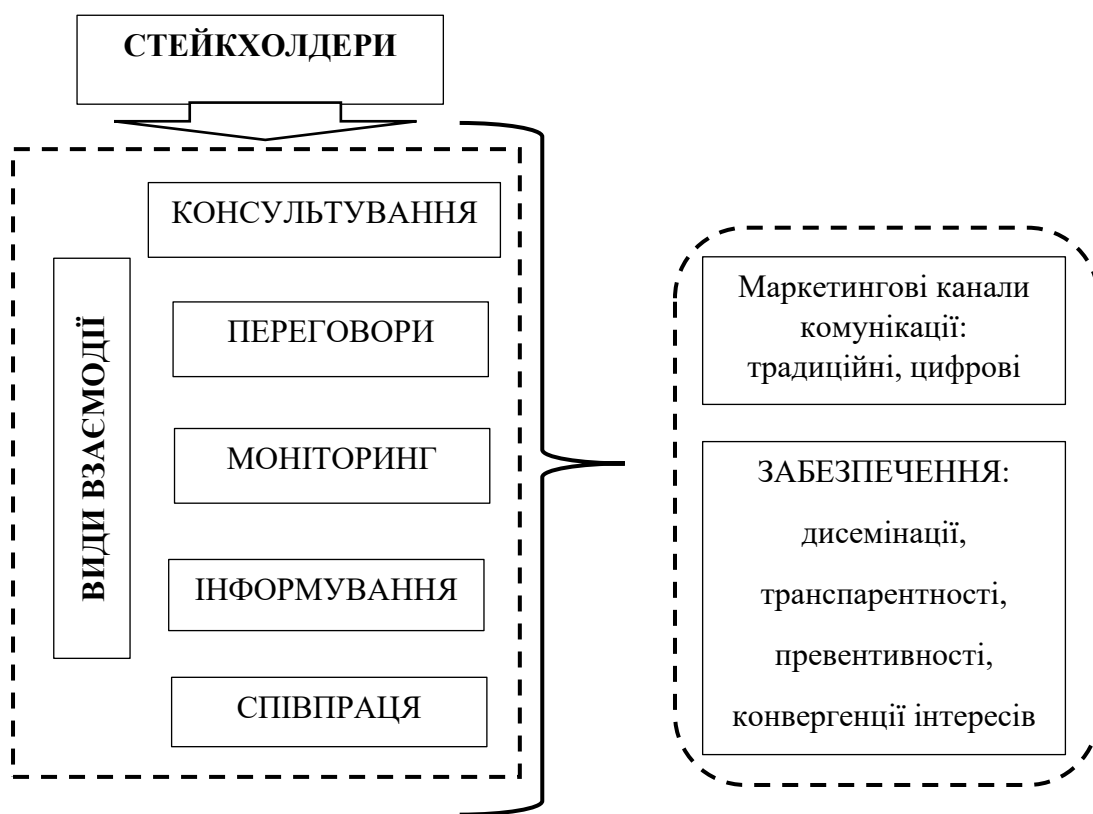 СТЕЙКХОЛДЕРИ
ВИДИ ВЗАЄМОДІЇ
КОНСУЛЬТУВАННЯ
ПЕРЕГОВОРИ
МОНІТОРИНГ
ІНФОРМУВАННЯ
СПІВПРАЦЯ
Маркетингові канали
комунікації:
традиційні, цифрові
ЗАБЕЗПЕЧЕННЯ:
дисемінації,
транспарентності,
превентивності,
конвергенції інтересів